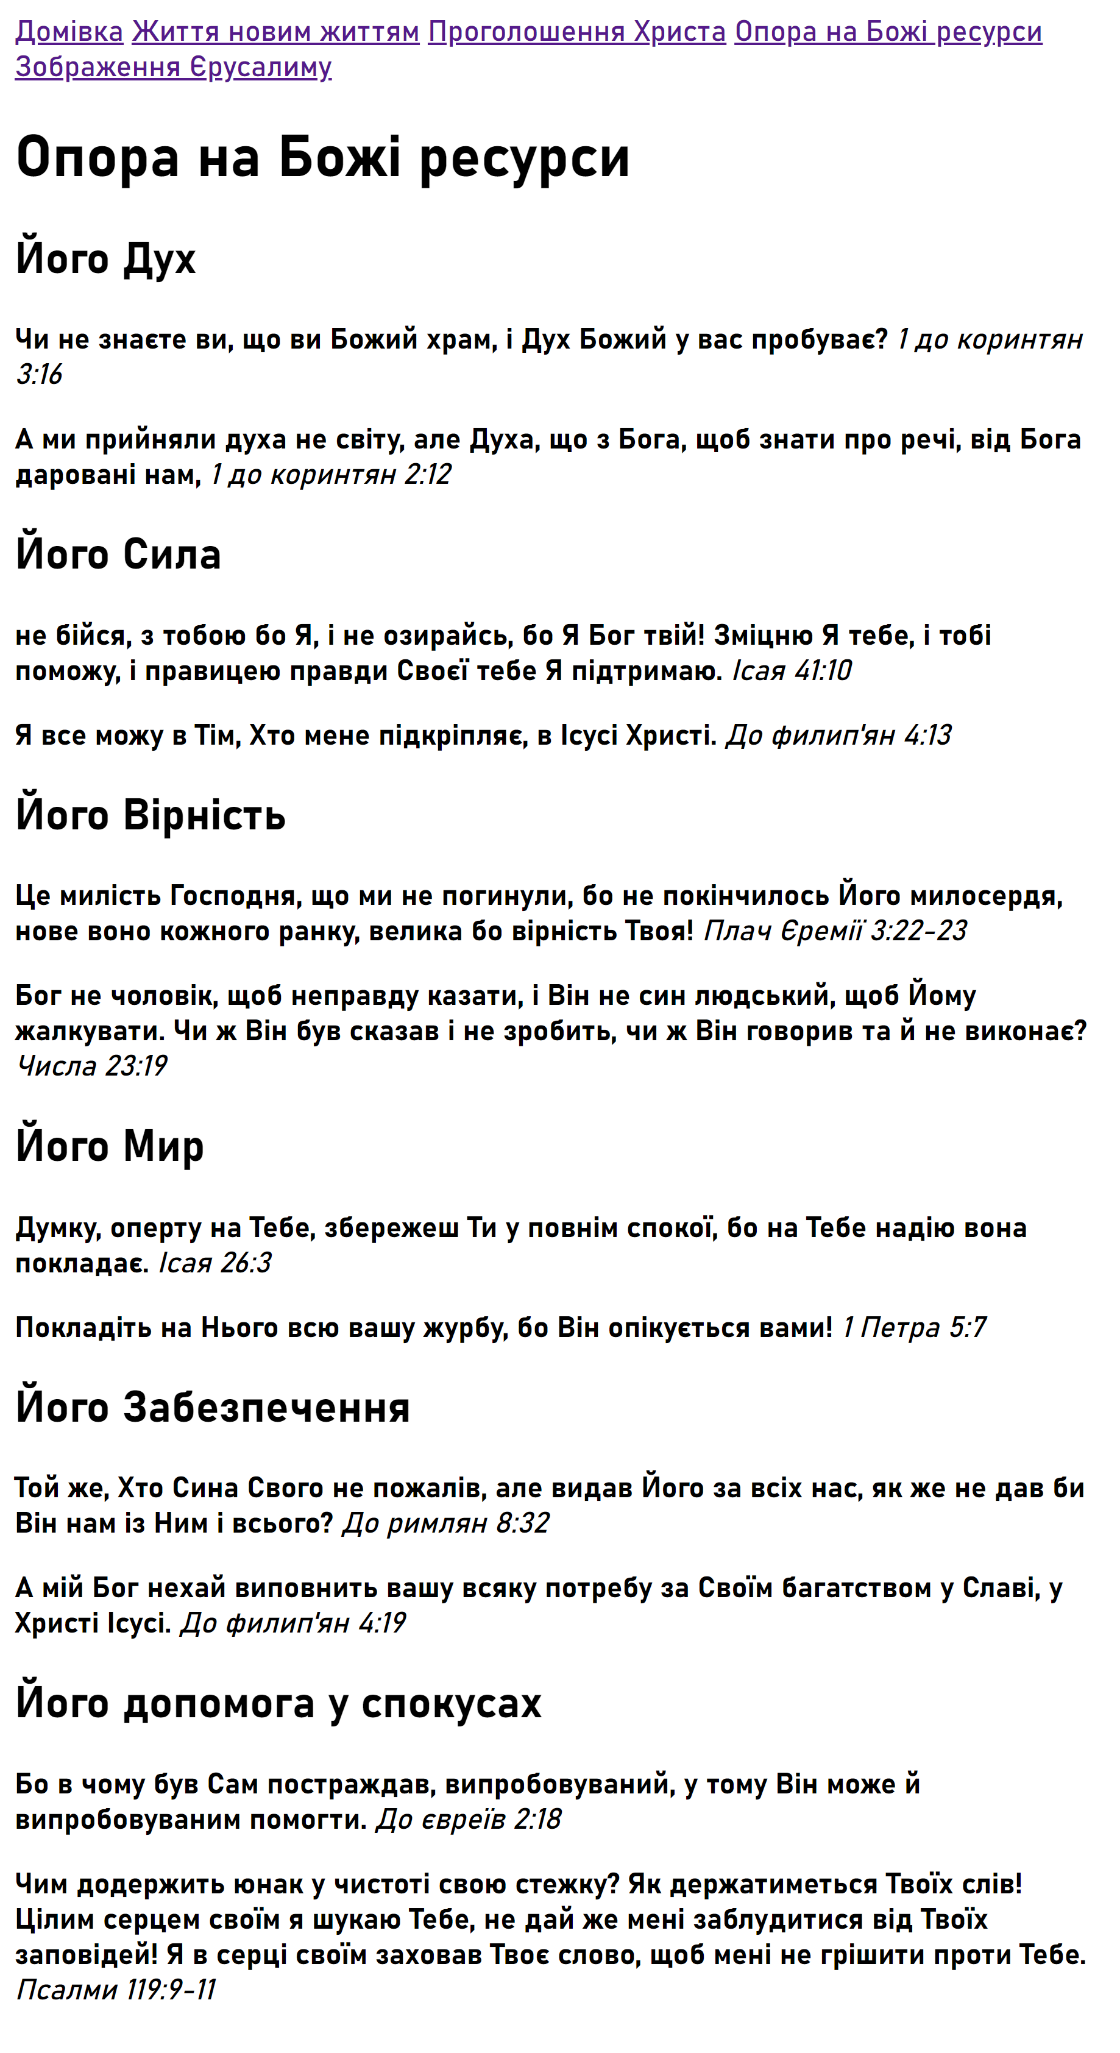 Домівка Життя новим життям Проголошення Христа Опора на Божі ресурси
Зображення Єрусалиму
Опора на Божі ресурси
Його Дух
Чи не знаєте ви, що ви Божий храм, і Дух Божий у вас пробуває? 1 до коринтян
3:16
А ми прийняли духа не світу, але Духа, що з Бога, щоб знати про речі, від Бога
даровані нам, 1 до коринтян 2:12
Його Сила
не бійся, з тобою бо Я, і не озирайсь, бо Я Бог твій! Зміцню Я тебе, і тобі
поможу, і правицею правди Своєї тебе Я підтримаю. Ісая 41:10
Я все можу в Тім, Хто мене підкріпляє, в Ісусі Христі. До филип'ян 4:13
Його Вірність
Це милість Господня, що ми не погинули, бо не покінчилось Його милосердя,
нове воно кожного ранку, велика бо вірність Твоя! Плач Єремії 3:22-23
Бог не чоловік, щоб неправду казати, і Він не син людський, щоб Йому
жалкувати. Чи ж Він був сказав і не зробить, чи ж Він говорив та й не виконає?
Числа 23:19
Його Мир
Думку, оперту на Тебе, збережеш Ти у повнім спокої, бо на Тебе надію вона
покладає. Ісая 26:3
Покладіть на Нього всю вашу журбу, бо Він опікується вами! 1 Петра 5:7
Його Забезпечення
Той же, Хто Сина Свого не пожалів, але видав Його за всіх нас, як же не дав би
Він нам із Ним і всього? До римлян 8:32
А мій Бог нехай виповнить вашу всяку потребу за Своїм багатством у Славі, у
Христі Ісусі. До филип'ян 4:19
Його допомога у спокусах
Бо в чому був Сам постраждав, випробовуваний, у тому Він може й
випробовуваним помогти. До євреїв 2:18
Чим додержить юнак у чистоті свою стежку? Як держатиметься Твоїх слів!
Цілим серцем своїм я шукаю Тебе, не дай же мені заблудитися від Твоїх
заповідей! Я в серці своїм заховав Твоє слово, щоб мені не грішити проти Тебе.
Псалми 119:9-11